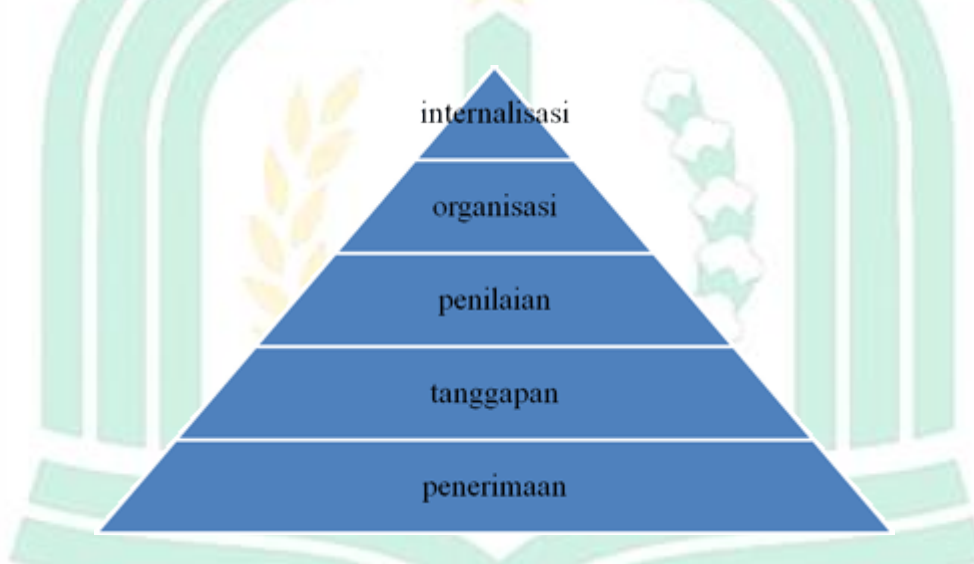 internalisasi
organisasi
penilaian
tanggapan
penerimaan